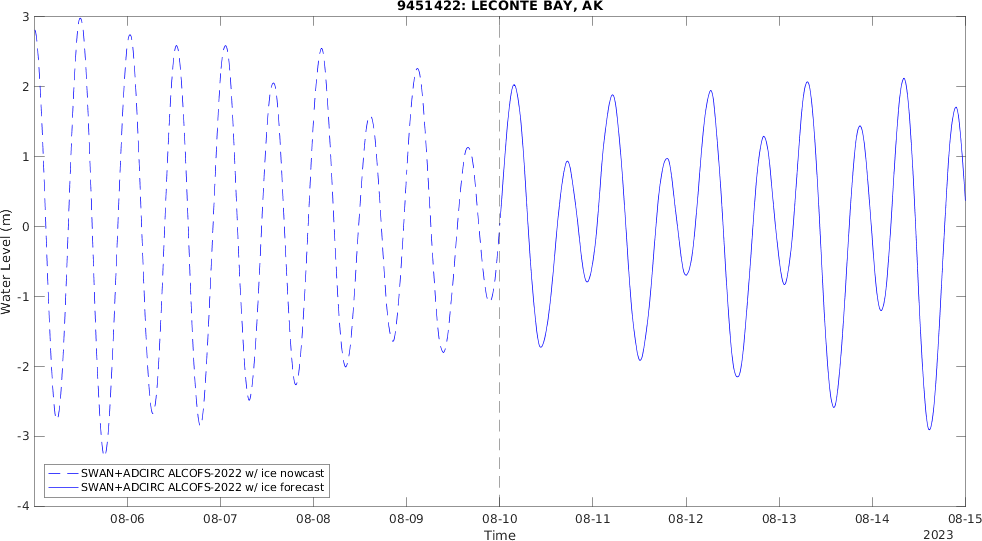 9451422: LECONTE BAY, AK
3
2
1
0
-1
-2
-3
-4
Water Level (m)
SWAN+ADCIRC ALCOFS-2022 w/ ice nowcast
SWAN+ADCIRC ALCOFS-2022 w/ ice forecast
08-06 08-07 08-08 08-09 08-10 08-11 08-12 08-13 08-14 08-15
Time
2023